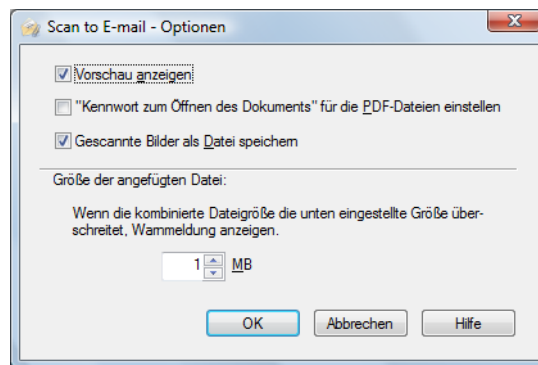 Scan to E-mail - Optionen
Vorschau anzeigen
"Kennwort zum Öffnen des Dokuments" für die PDF-Dateien einstellen
Gescannte Bilder als Datei speichern
Größe der angefügten Datei:
Wenn die kombinierte Dateigröße die unten eingestellte Größe über-
schreitet, Warnmeldung anzeigen.
1 MB
OK Abbrechen Hilfe